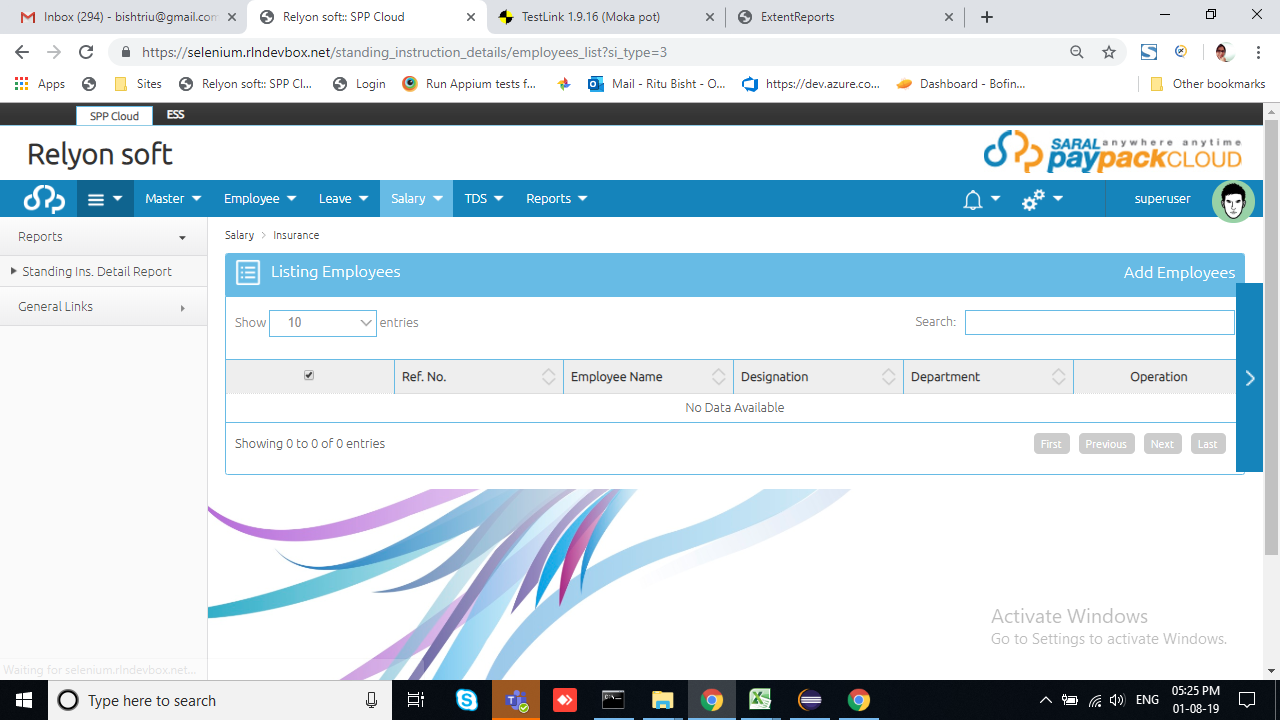 Inbox (294) - bishtriu@gmail.com
Relyon soft:: SPP Cloud
TestLink 1.9.16 (Moka pot)
ExtentReports
https://selenium.rlndevbox.net/standing_instruction_details/employees_list?si_type=3
Apps
Sites
Relyon soft:: SPP Cl...
Login
Run Appium tests f...
Mail - Ritu Bisht - O...
https://dev.azure.co...
Dashboard - Bofin...
Other bookmarks
SPP Cloud
ESS
Relyon soft
SARAL anywhere anytime
paypackCLOUD
Master
Employee
Leave
Salary
TDS
Reports
superuser
Reports
Standing Ins. Detail Report
General Links
Salary > Insurance
Listing Employees
Add Employees
Show 10 entries
Search:
Ref. No.
Employee Name
Designation
Department
Operation
No Data Available
Showing 0 to 0 of 0 entries
First
Previous
Next
Last
Activate Windows
Go to Settings to activate Windows.
Waiting for selenium.rlndevbox.net...
Type here to search
ENG
05:25 PM
01-08-19